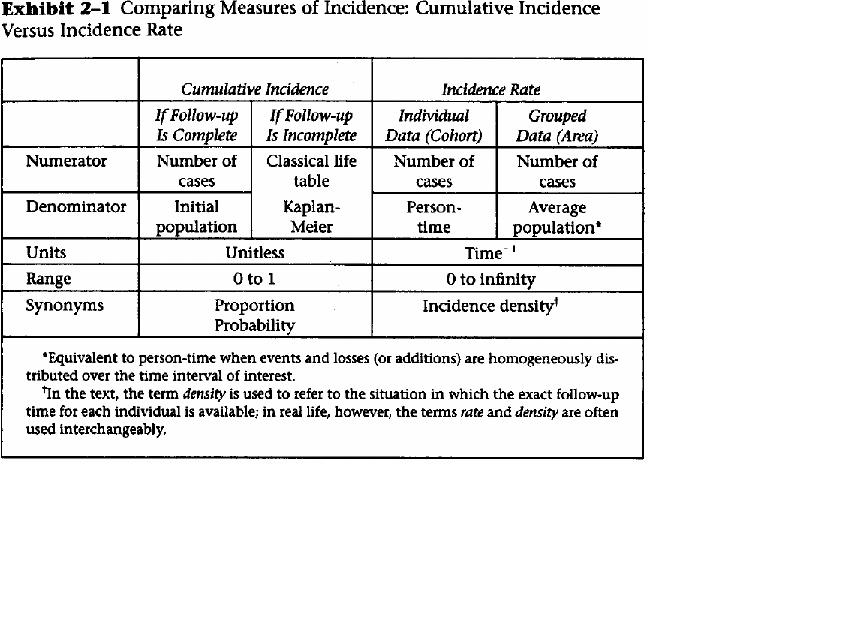 Exhibit 2–1 Comparing Measures of Incidence: Cumulative Incidence
Versus Incidence Rate
Cumulative Incidence Incidence Rate
If Follow-up If Follow-up Individual Grouped
Is Complete Is Incomplete Data (Cohort) Data (Area)
Numerator Number of Classical life Number of Number of
cases table cases cases
Denominator Initial Kaplan- Person- Average
population Meier time population*
Units Unitless Time⁻¹
Range 0 to 1 0 to infinity
Synonyms Proportion Incidence density†
Probability
*Equivalent to person-time when events and losses (or additions) are homogeneously dis-
tributed over the time interval of interest.
†In the text, the term density is used to refer to the situation in which the exact follow-up
time for each individual is available; in real life, however, the terms rate and density are often
used interchangeably.